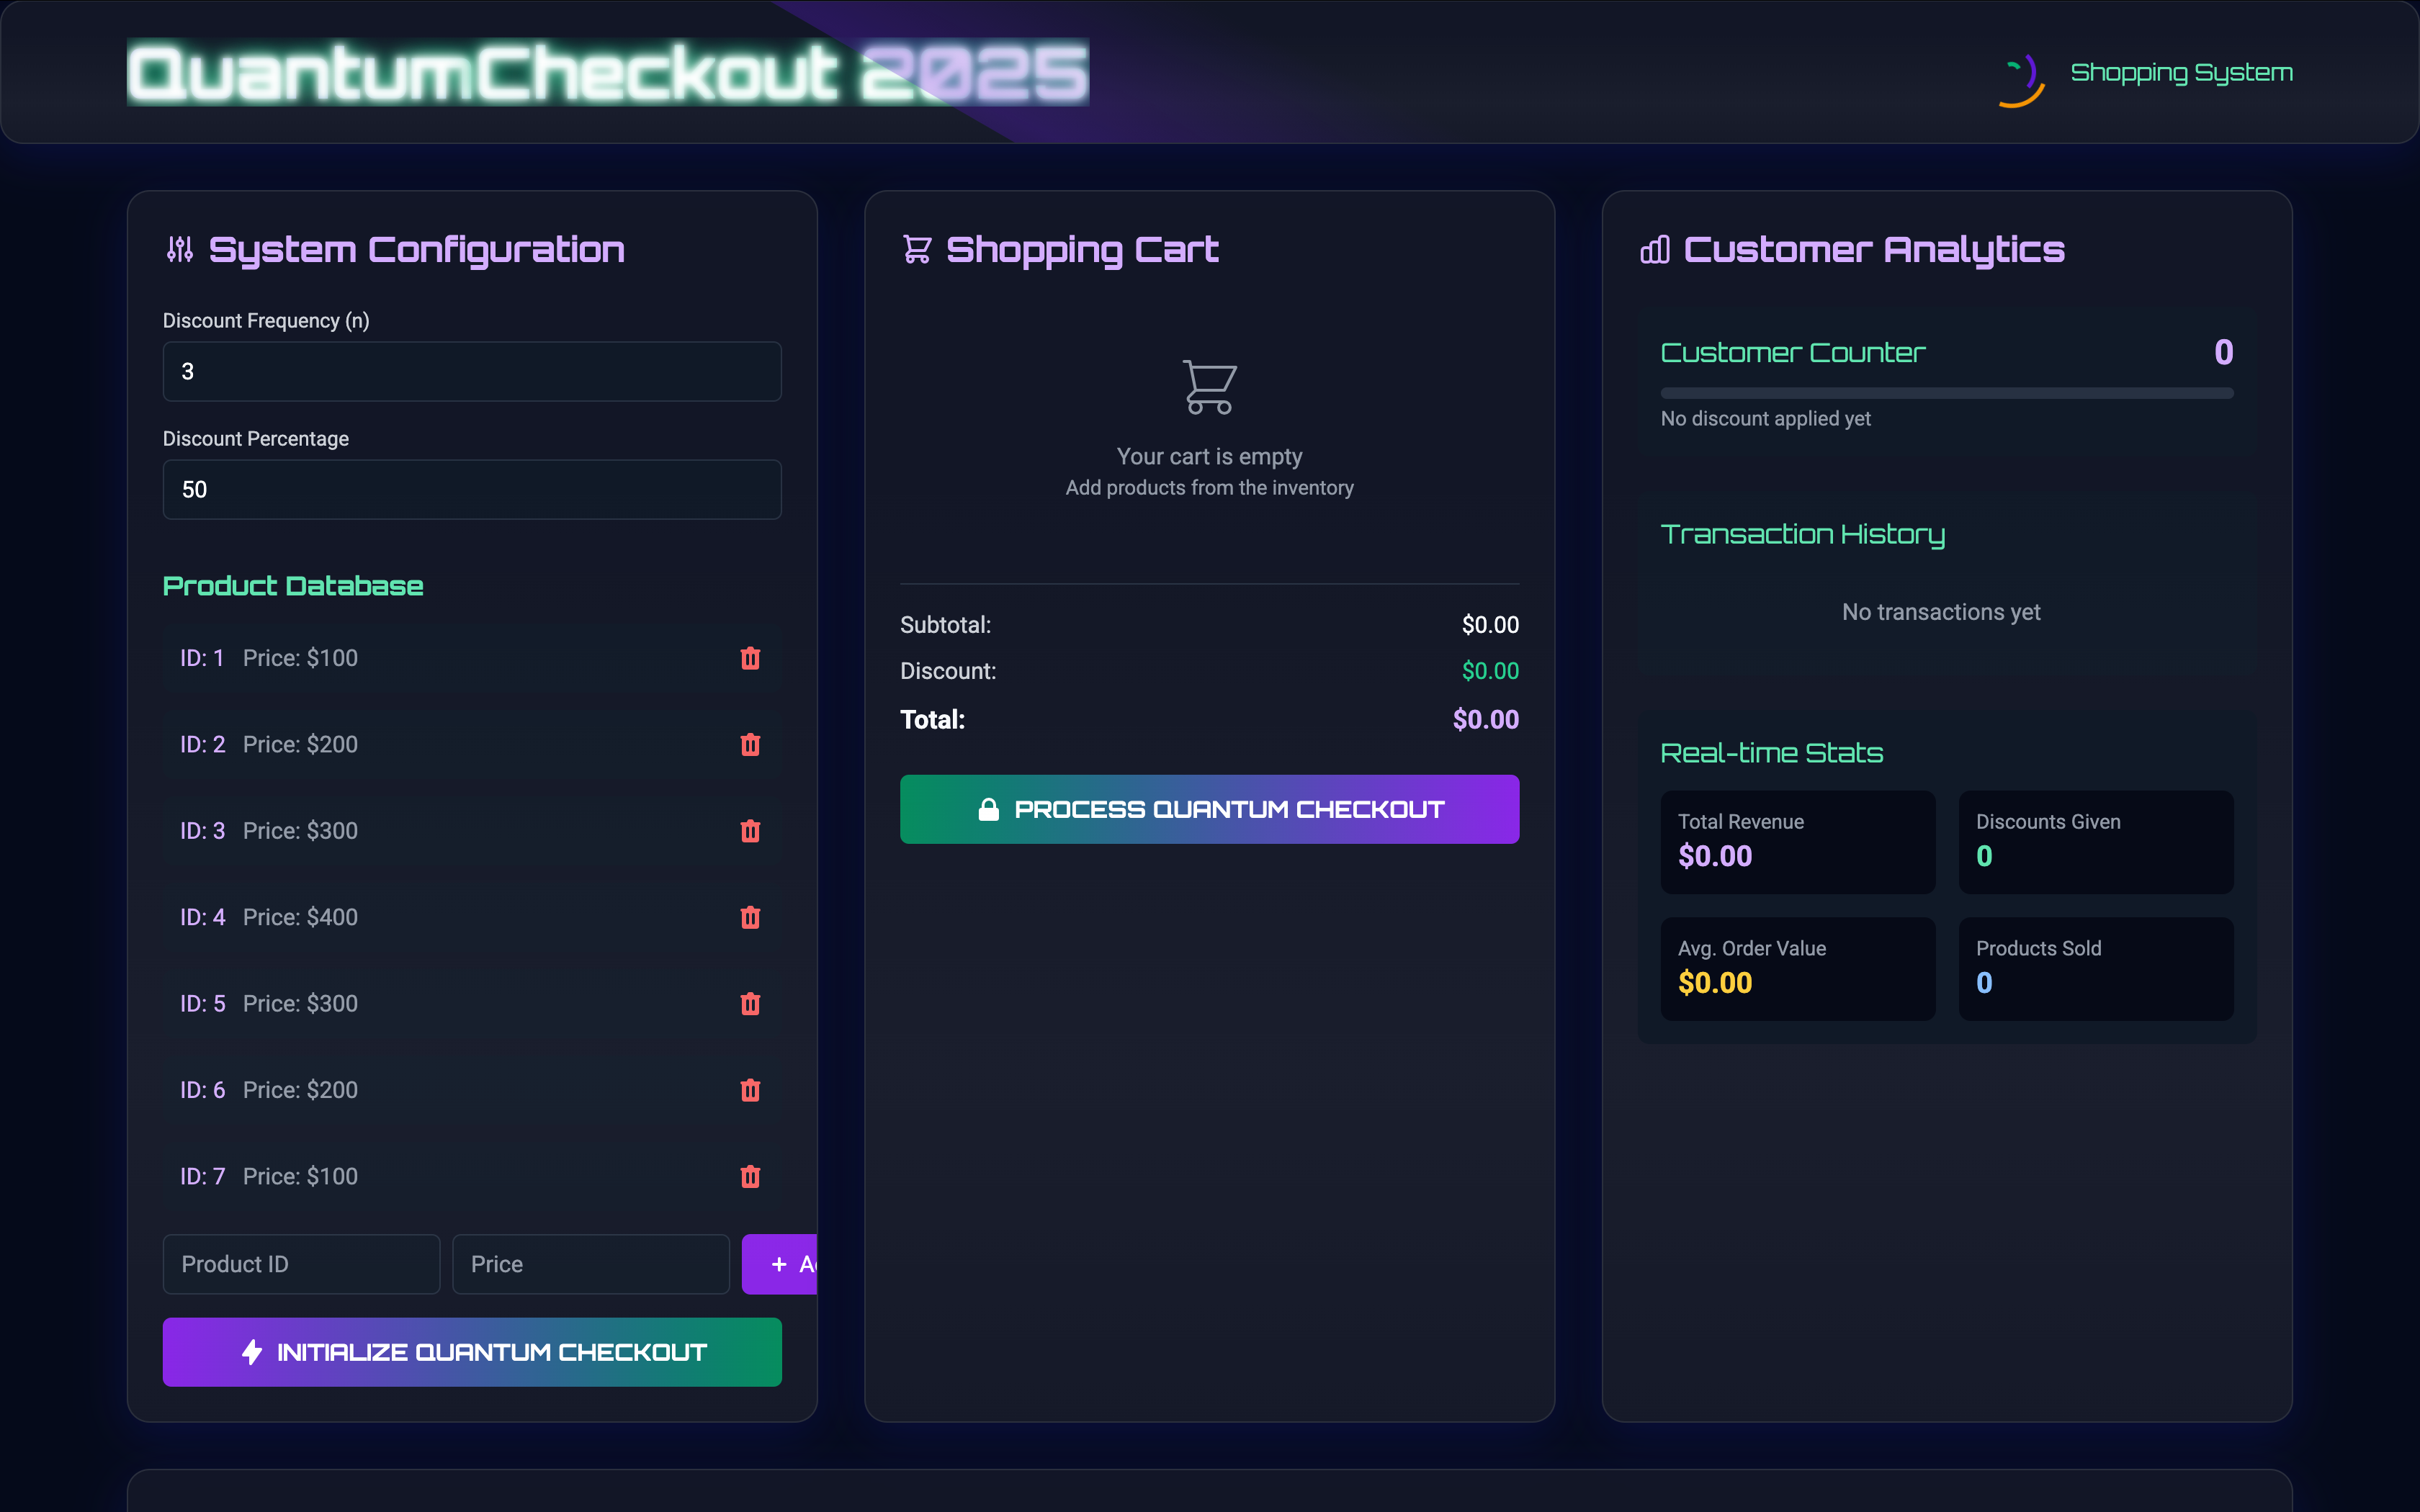 QuantumCheckout 2025
Shopping System
System Configuration
Discount Frequency (n)
3
Discount Percentage
50
Product Database
ID: 1 Price: $100
ID: 2 Price: $200
ID: 3 Price: $300
ID: 4 Price: $400
ID: 5 Price: $300
ID: 6 Price: $200
ID: 7 Price: $100
Product ID
Price
+
INITIALIZE QUANTUM CHECKOUT
Shopping Cart
Your cart is empty
Add products from the inventory
Subtotal: $0.00
Discount: $0.00
Total: $0.00
PROCESS QUANTUM CHECKOUT
Customer Analytics
Customer Counter 0
No discount applied yet
Transaction History
No transactions yet
Real-time Stats
Total Revenue
$0.00
Discounts Given
0
Avg. Order Value
$0.00
Products Sold
0